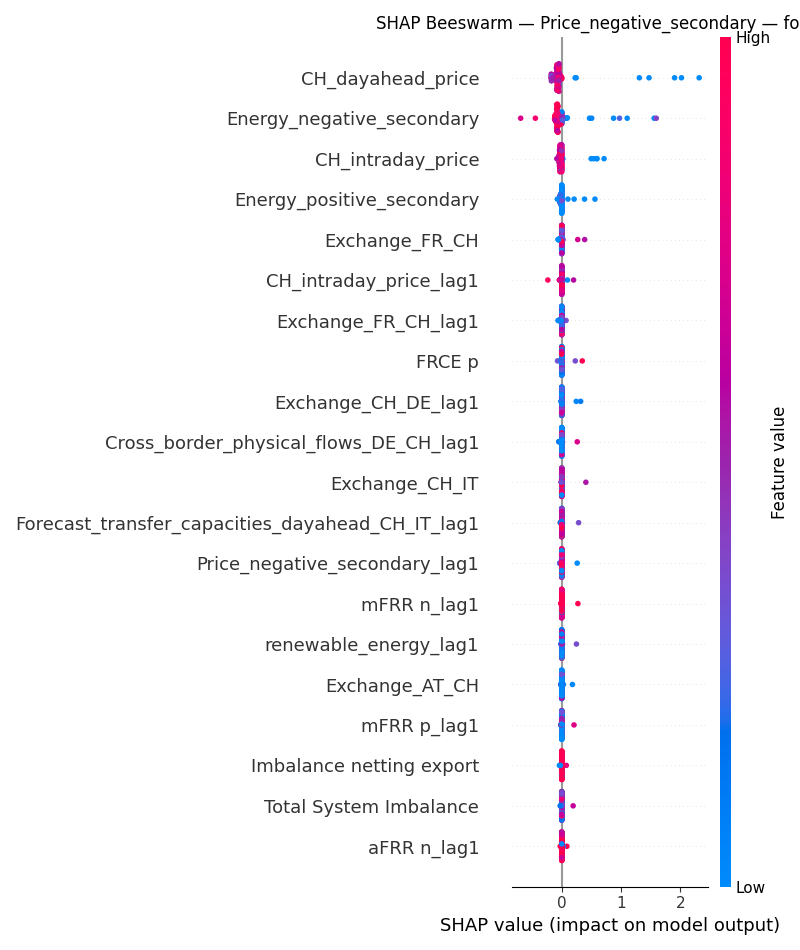 SHAP Beeswarm — Price_negative_secondary — fo
High
CH_dayahead_price
Energy_negative_secondary
CH_intraday_price
Energy_positive_secondary
Exchange_FR_CH
CH_intraday_price_lag1
Exchange_FR_CH_lag1
FRCE p
Exchange_CH_DE_lag1
Cross_border_physical_flows_DE_CH_lag1
Exchange_CH_IT
Forecast_transfer_capacities_dayahead_CH_IT_lag1
Price_negative_secondary_lag1
mFRR n_lag1
renewable_energy_lag1
Exchange_AT_CH
mFRR p_lag1
Imbalance netting export
Total System Imbalance
aFRR n_lag1
Feature value
Low
0 1 2
SHAP value (impact on model output)